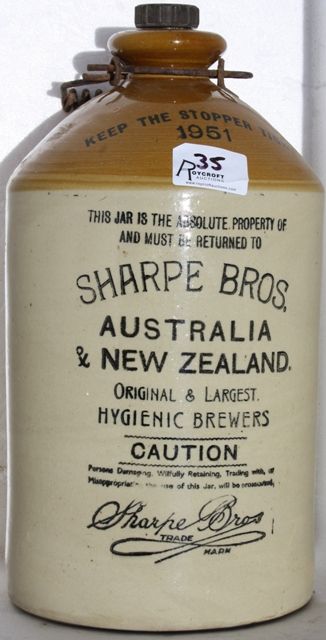 KEEP THE STOPPER
1951
35
ROYCROFT
AUCTIONS
THIS JAR IS THE ABSOLUTE PROPERTY OF
AND MUST BE RETURNED TO
SHARPE BROS.
AUSTRALIA
& NEW ZEALAND.
ORIGINAL & LARGEST.
HYGIENIC BREWERS
CAUTION
Persons Damaging, Wilfully Retaining, Trading with, or
Misappropriating the use of this Jar, will be prosecuted.
Sharpe Bros
TRADE
MARK